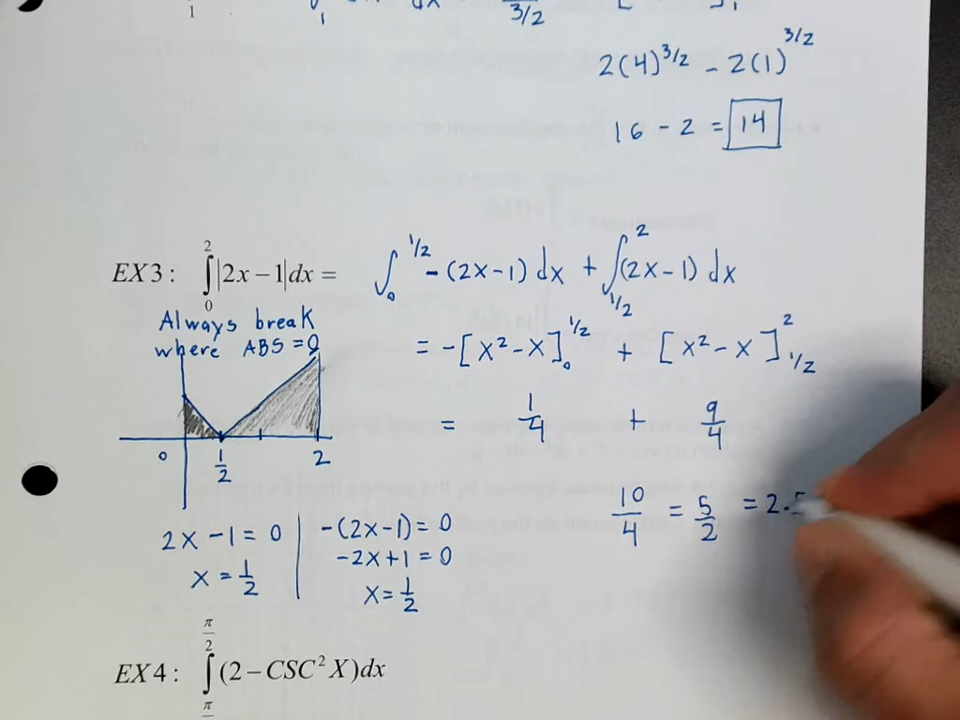 3/2
2(4)^3/2 - 2(1)^3/2
16 - 2 = 14
EX3: ∫_0^2 |2x-1|dx = ∫_0^1/2 -(2x-1) dx + ∫_1/2^2 (2x-1) dx
Always break
where ABS = 0
= -[x²-x]_0^1/2 + [x²-x]_1/2^2
= 1/4 + 9/4
0 1/2 2
10/4 = 5/2 = 2.5
2x - 1 = 0
x = 1/2
-(2x-1) = 0
-2x+1 = 0
x = 1/2
EX4: ∫^π/2 (2-CSC²X)dx